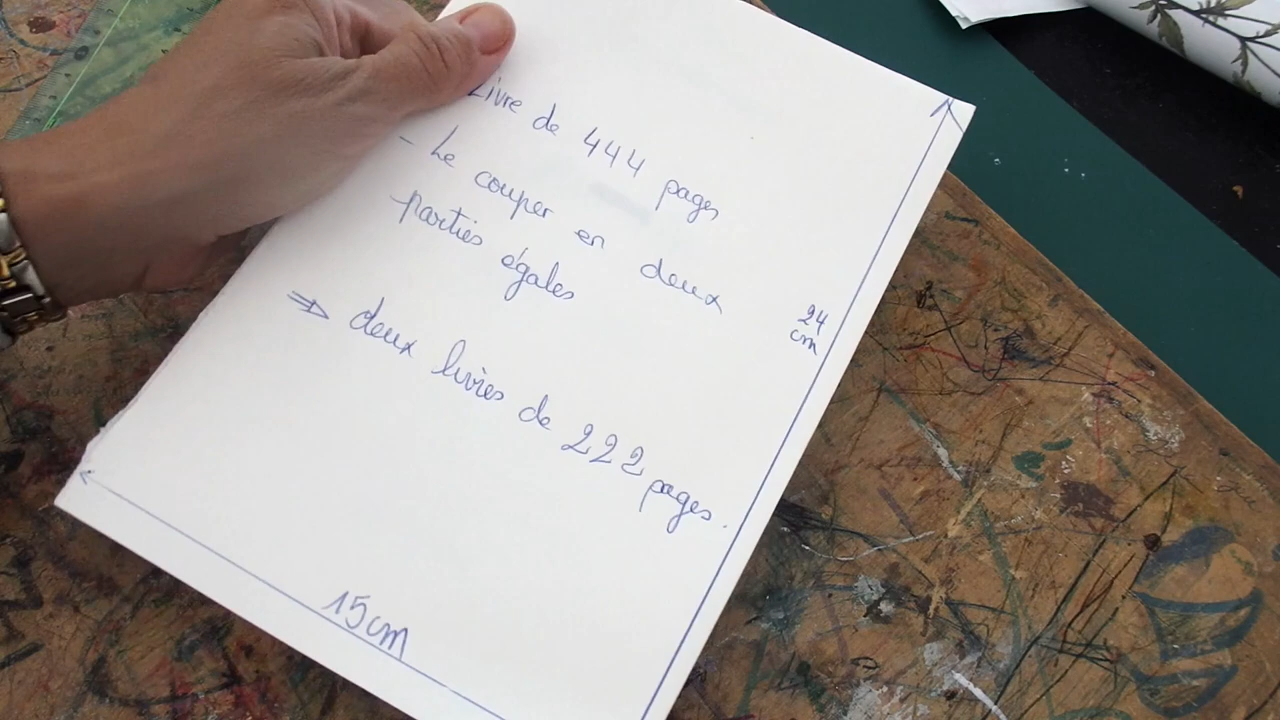 Livre de 444 pages
- Le couper en deux
parties égales
⇒ deux livres de 222 pages.
24
cm
15cm